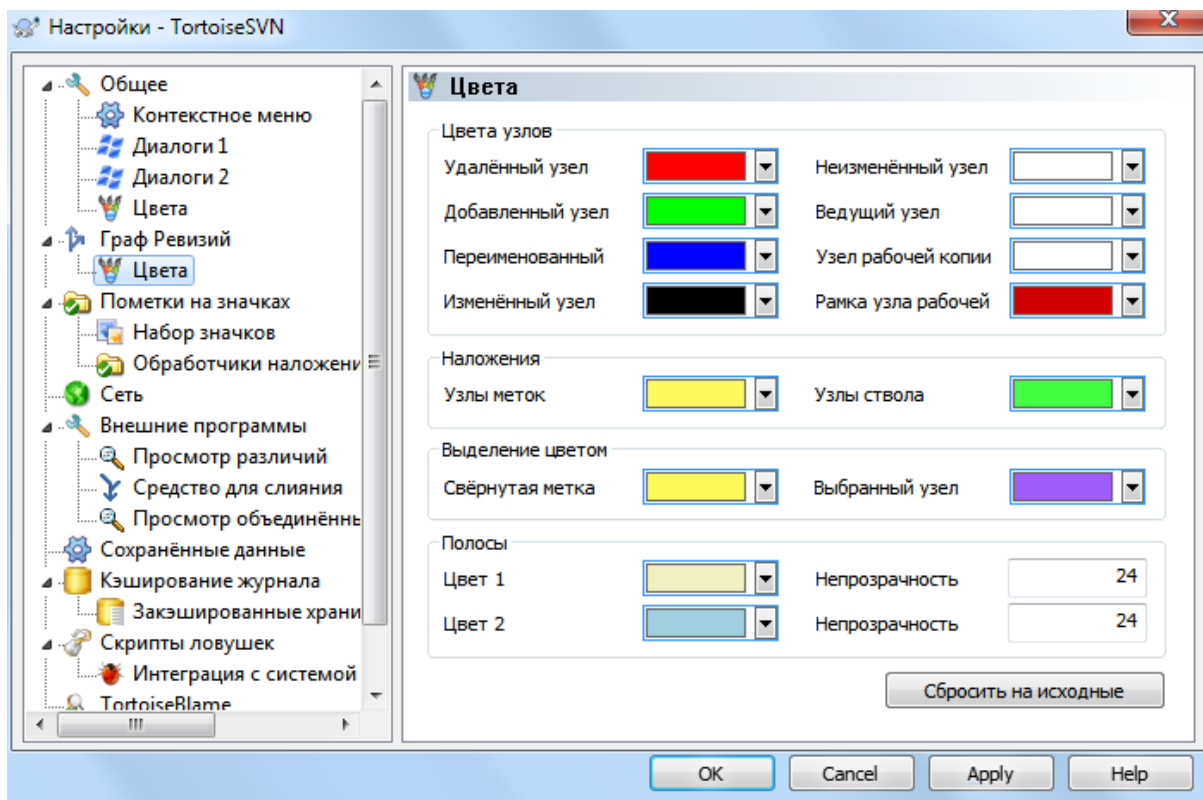 Настройки - TortoiseSVN
Общее
Контекстное меню
Диалоги 1
Диалоги 2
Цвета
Граф Ревизий
Цвета
Пометки на значках
Набор значков
Обработчики наложени
Сеть
Внешние программы
Просмотр различий
Средство для слияния
Просмотр объединённь
Сохранённые данные
Кэширование журнала
Закэшированные храни
Скрипты ловушек
Интеграция с системой
TortoiseBlame
Цвета
Цвета узлов
Удалённый узел Неизменённый узел
Добавленный узел Ведущий узел
Переименованный Узел рабочей копии
Изменённый узел Рамка узла рабочей
Наложения
Узлы меток Узлы ствола
Выделение цветом
Свёрнутая метка Выбранный узел
Полосы
Цвет 1 Непрозрачность 24
Цвет 2 Непрозрачность 24
Сбросить на исходные
OK Cancel Apply Help